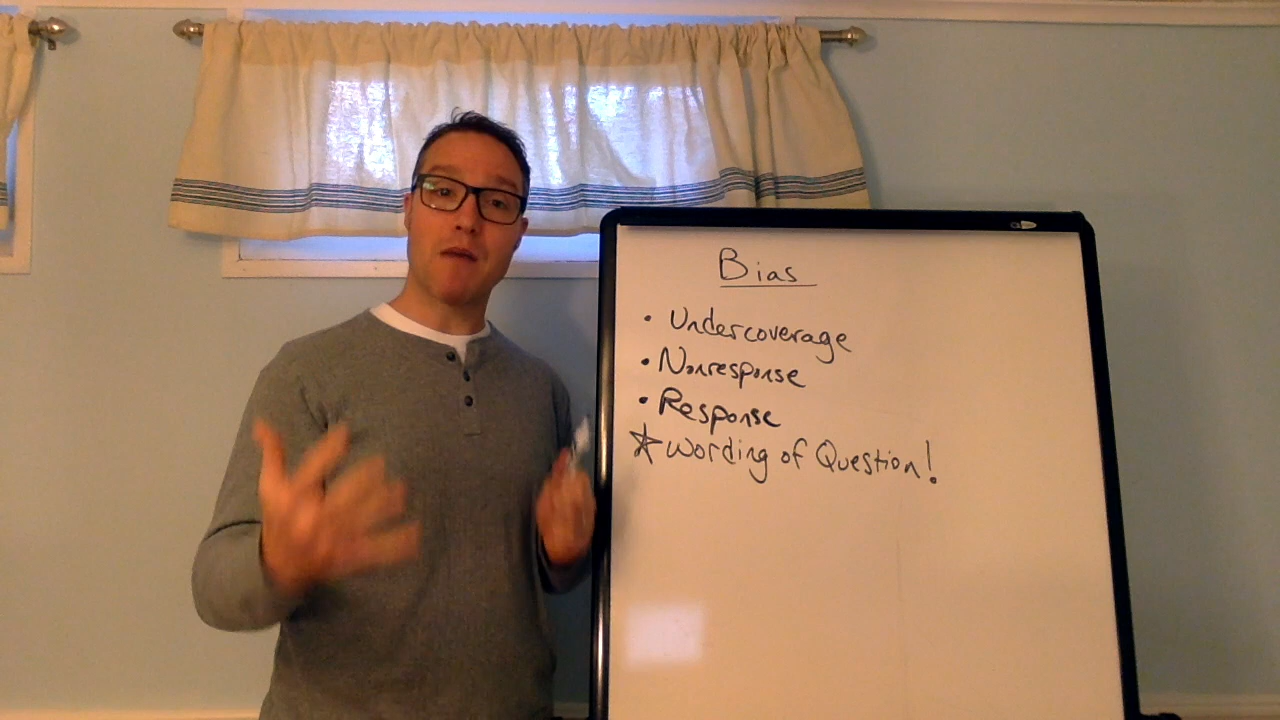 Bias
• Undercoverage
• Nonresponse
• Response
☆ Wording of Question!